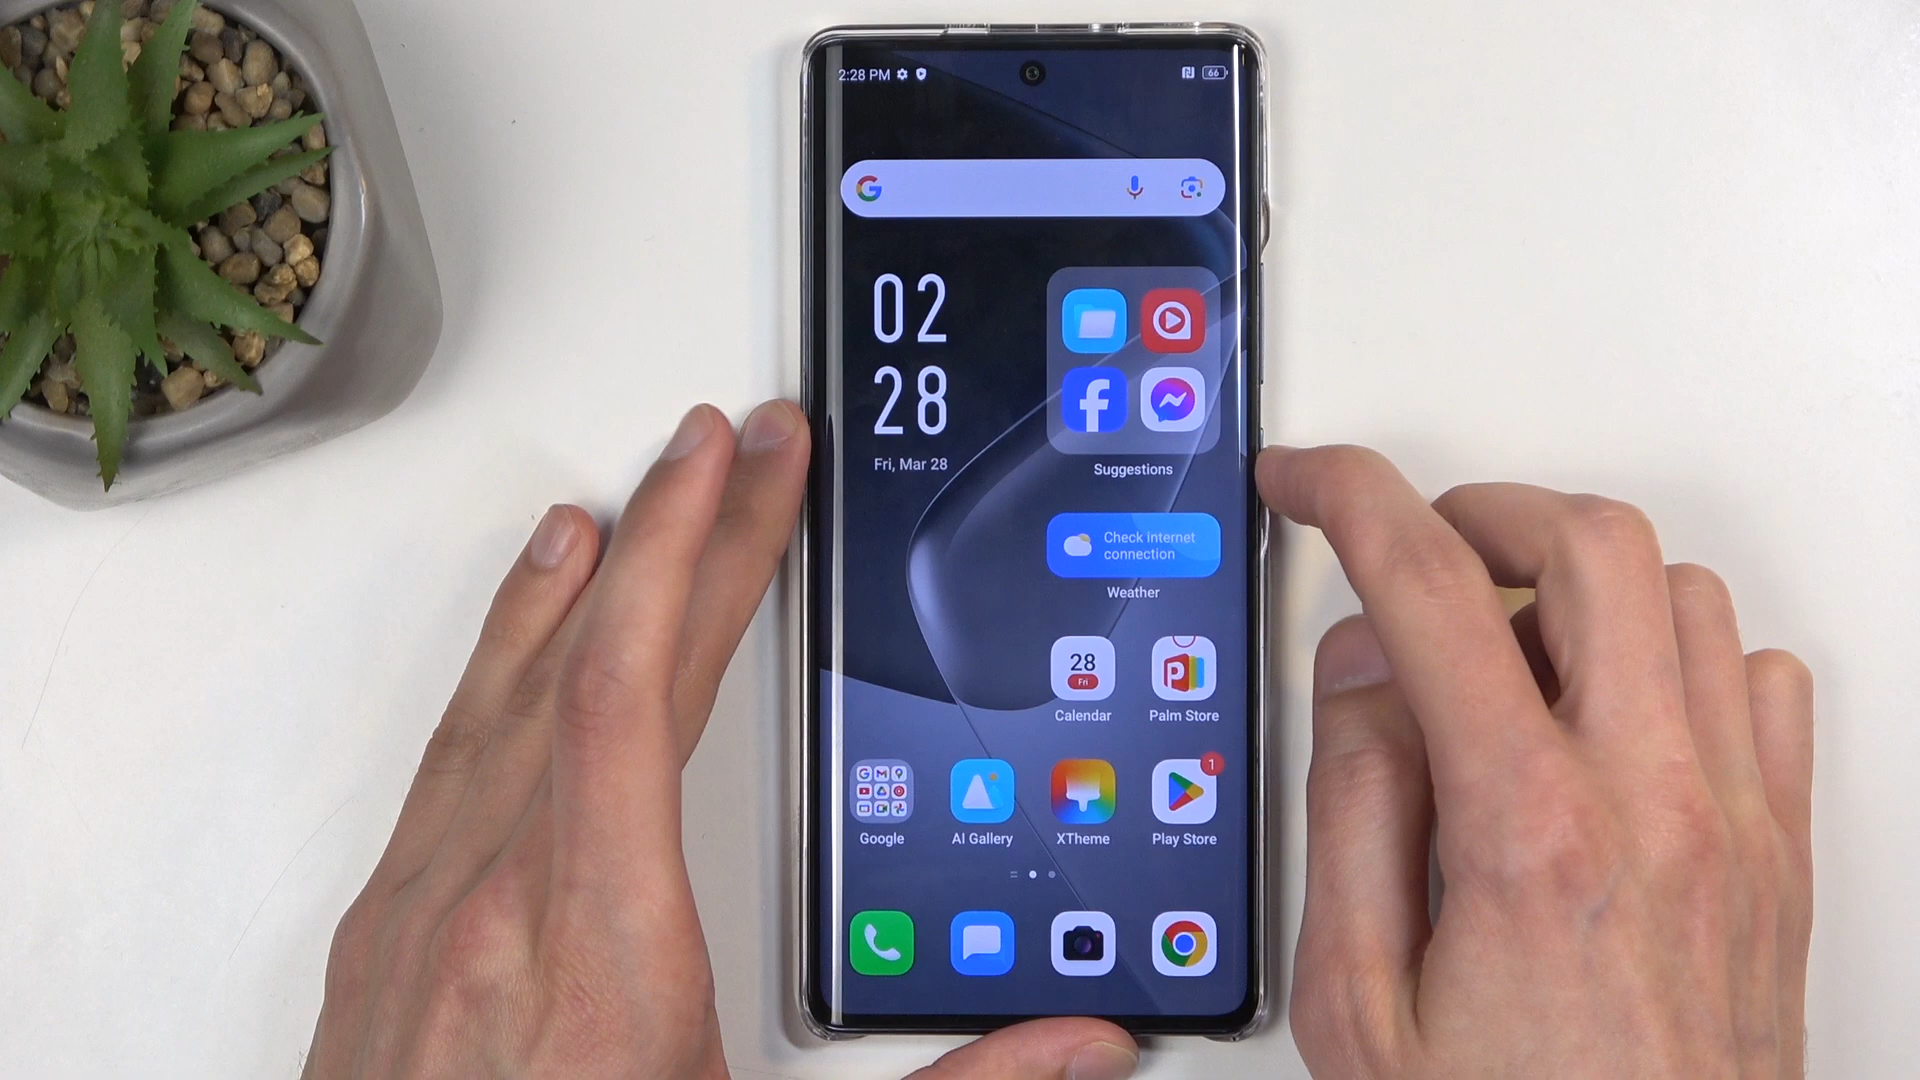 2:28 PM
66
02
28
Fri, Mar 28
Suggestions
Check internet
connection
Weather
28
Fri
Calendar
Palm Store
1
Google
AI Gallery
XTheme
Play Store